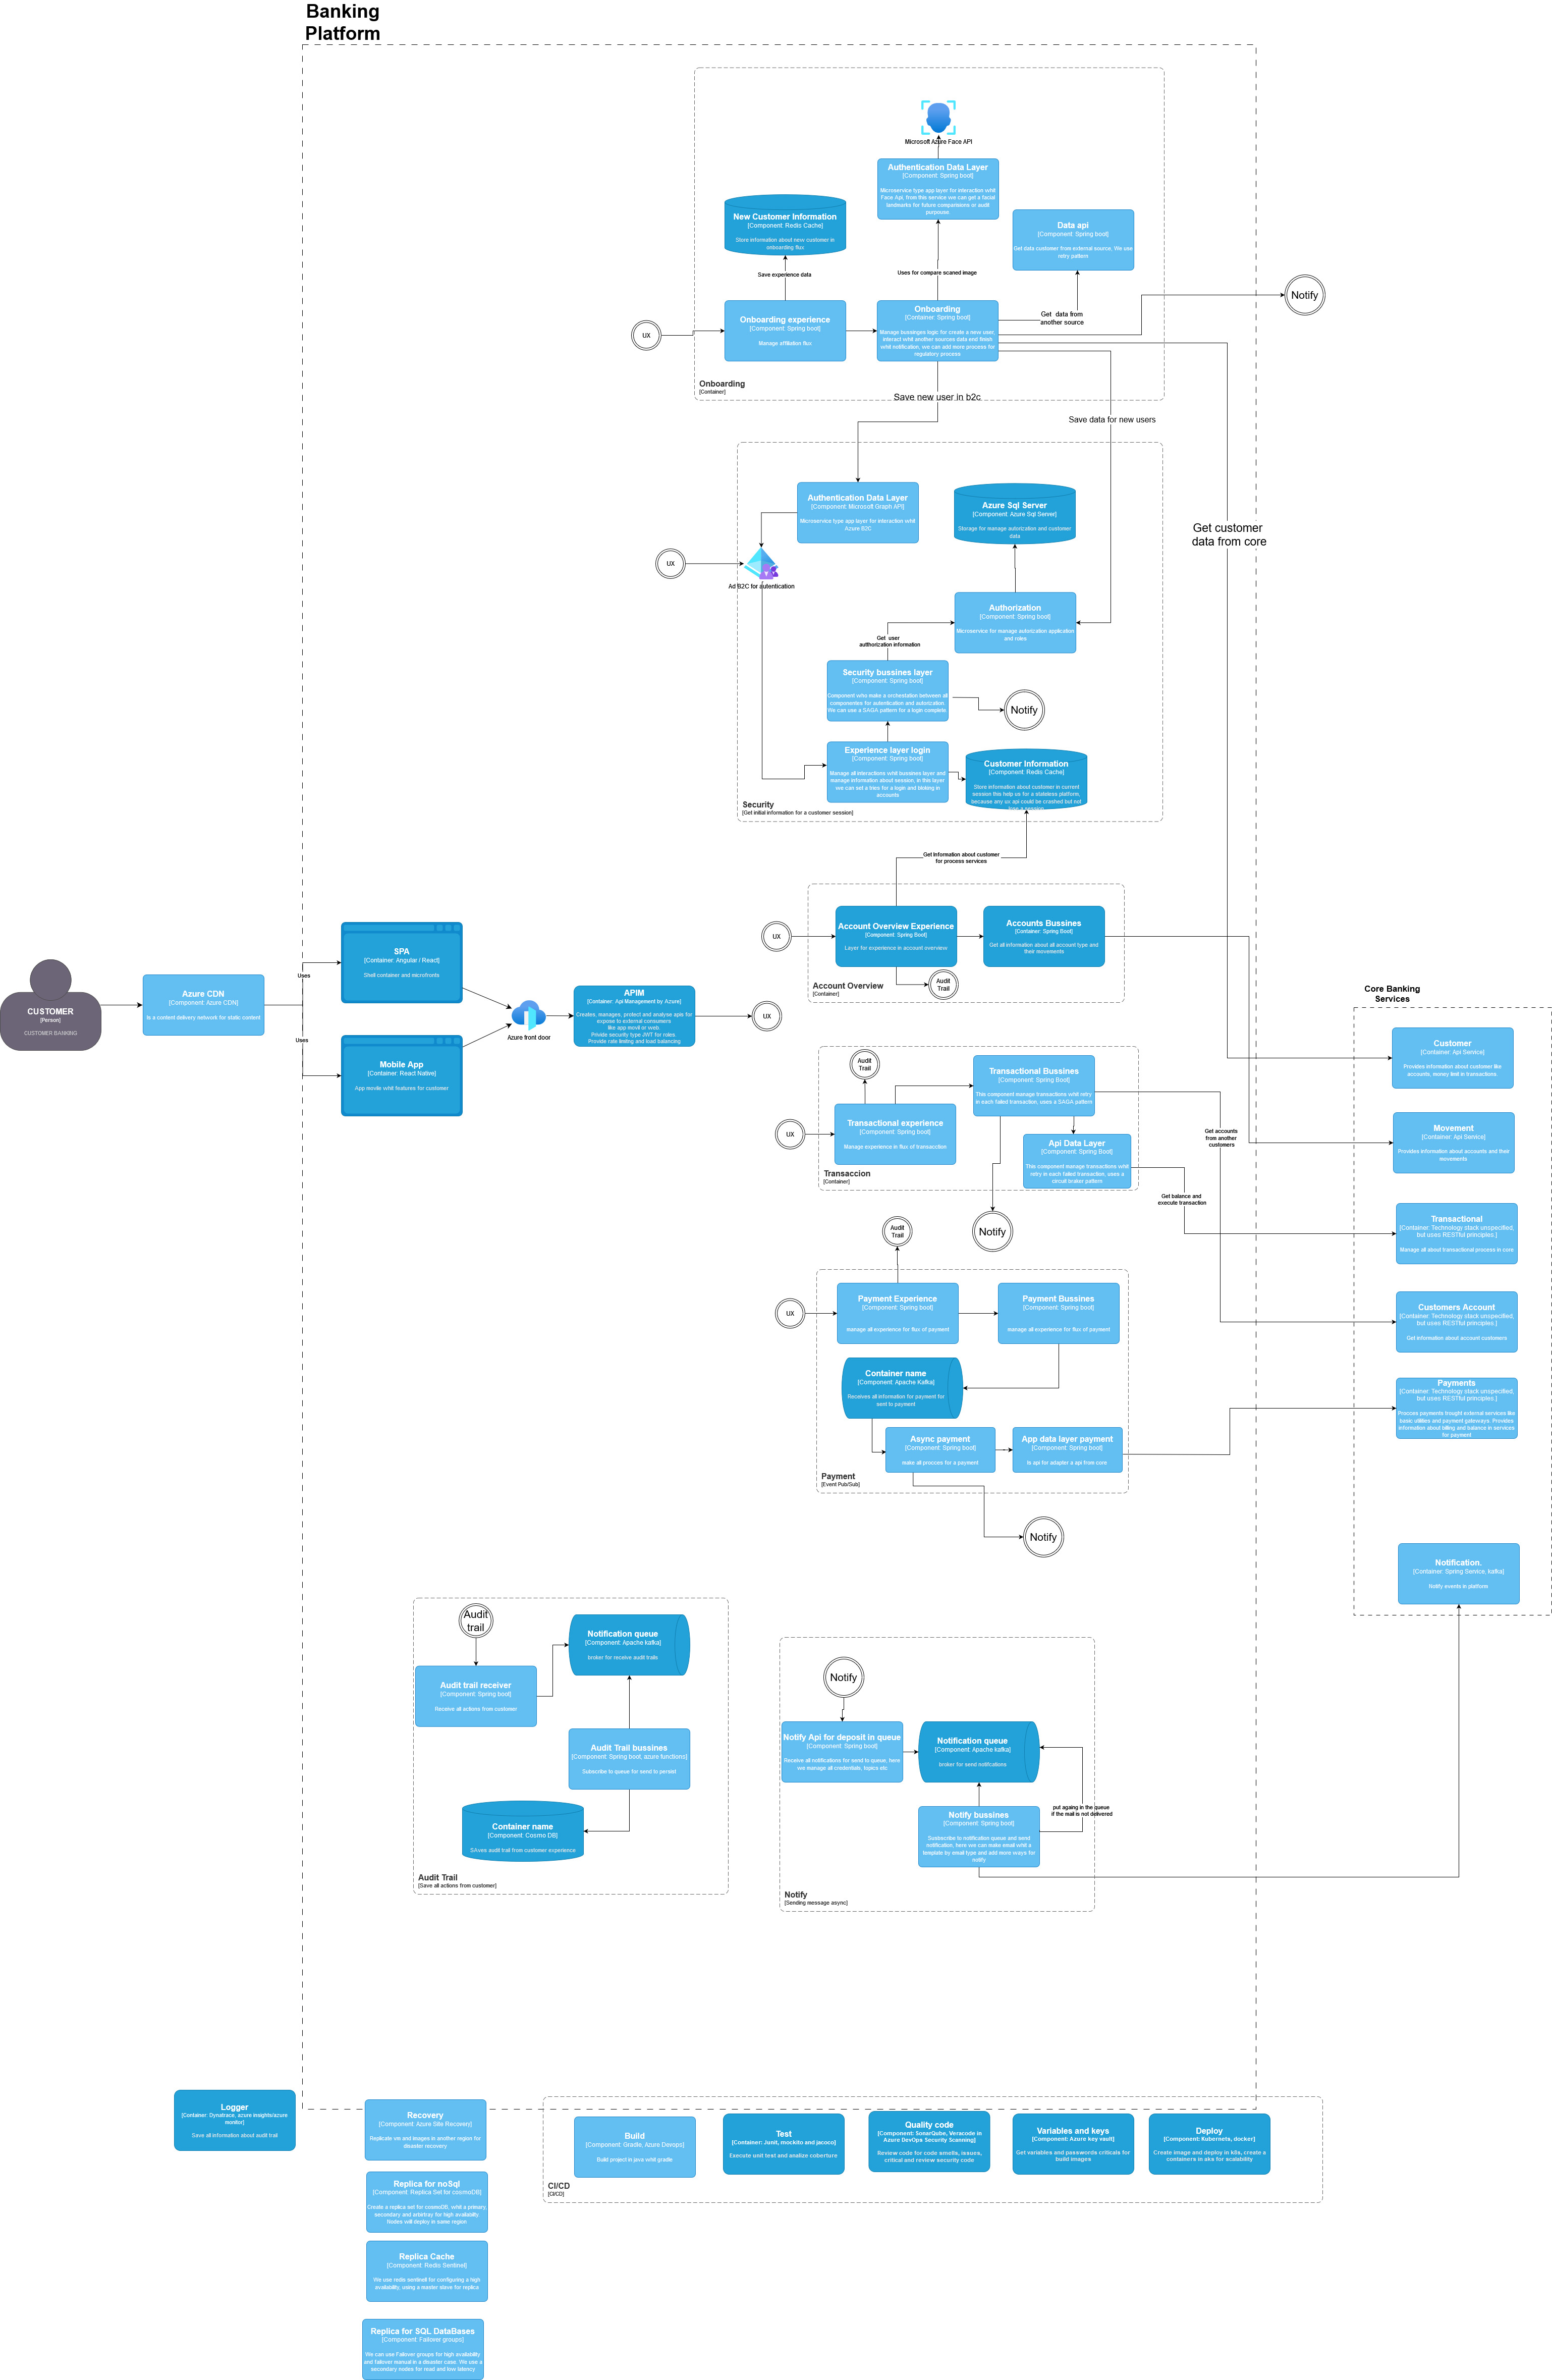 Banking
Platform
Microsoft Azure Face API
Authentication Data Layer
[Component: Spring boot]
Microservice type app layer for interaction whit
Face Api, from this service we can get a facial
landmarks for future comparisions or audit
purpouss
New Customer Information
[Component: Redis Cache]
Store information about new customer in
onboarding flux
Data api
[Component: Spring boot]
Get data customer from external source, We use
retry pattern
Save experience data
Uses for compare scaned image
Notify
UX
Onboarding experience
[Component: Spring boot]
Manage affiliation flux
Onboarding
[Container: Spring boot]
Manage bussinges logic for create a new user,
interact whit another sources data end finish
whit notification, we can add more process for
regulatory process
Get data from
another source
Onboarding
[Container]
Save new user in b2c
Save data for new users
Authentication Data Layer
[Component: Microsoft Graph API]
Microservice type app layer for interaction whit
Azure B2C
Azure Sql Server
[Component: Azure Sql Server]
Storage for manage autorization and customer
data
Get customer
data from core
UX
Ad B2C for autentication
Authorization
[Component: Spring boot]
Microservice for manage autorization application
and roles
Get user
autthorization information
Security bussines layer
[Component: Spring boot]
Component who make a orchestation between all
componentes for autentication and autorization.
We can use a SAGA pattern for a login complete.
Notify
Experience layer login
[Component: Spring boot]
Manage all interactions whit bussines layer and
manage information about session, in this layer
we can set a tries for a login and bloking in
accounts
Customer Information
[Component: Redis Cache]
Store information about customer in current
session this help us for a stateless platform,
because any ux api could be crashed but not
Security
[Get initial information for a customer session]
Get Information about customer
for process services
UX
Account Overview Experience
[Component: Spring Boot]
Layer for experience in account overview
Accounts Bussines
[Container: Spring Boot]
Get all information about all account type and
their movements
Audit
Trail
Account Overview
[Container]
CUSTOMER
[Person]
CUSTOMER BANKING
Azure CDN
[Component: Azure CDN]
Is a content delivery network for static content
Uses
Uses
SPA
[Container: Angular / React]
Shell container and microfronts
Mobile App
[Container: React Native]
App movile whit features for customer
Azure front door
APIM
[Container: Api Management by Azure]
Creates, manages, protect and analyse apis for
expose to external consumers
like app movil or web.
Privide security type JWT for roles.
Provide rate limiting and load balancing
UX
Core Banking
Services
Customer
[Container: Api Service]
Provides information about customer like
accounts, money limit in transactions.
Audit
Trail
Transactional Bussines
[Component: Spring Boot]
This component manage transactions whit retry
in each failed transaction, uses a SAGA pattern
UX
Transactional experience
[Component: Spring boot]
Manage experience in flux of transacction
Api Data Layer
[Component: Spring Boot]
This component manage transactions whit
retry in each failed transaction, uses a
circuit braker pattern
Transaccion
[Container]
Get accounts
from another
customers
Movement
[Container: Api Service]
Provides information about accounts and their
movements
Get balance and
execute transaction
Transactional
[Container: Technology stack unspecified,
but uses RESTful principles.]
Manage all about transactional process in core
Audit
Trail
Notify
UX
Payment Experience
[Component: Spring boot]
manage all experience for flux of payment
Payment Bussines
[Component: Spring boot]
manage all experience for flux of payment
Customers Account
[Container: Technology stack unspecified,
but uses RESTful principles.]
Get information about account customers
Container name
[Component: Apache Kafka]
Receives all information for payment for
sent to payment
Payments
[Container: Technology stack unspecified,
but uses RESTful principles.]
Procces payments trought external services like
basic utilities and payment gateways. Provides
information about billing and balance in services
for payment
Async payment
[Component: Spring boot]
make all procces for a payment
App data layer payment
[Component: Spring boot]
Is api for adapter a api from core
Payment
[Event Pub/Sub]
Notify
Notification.
[Container: Spring Service, kafka]
Notify events in platfrom
Audit
trail
Notification queue
[Component: Apache kafka]
broker for receive audit trails
Audit trail receiver
[Component: Spring boot]
Receive all actions from customer
Audit Trail bussines
[Component: Spring boot, azure functions]
Subscribe to queue for send to persist
Container name
[Component: Cosmo DB]
SAves audit trail from customer experience
Audit Trail
[Save all actions from customer]
Notify
Notify Api for deposit in queue
[Component: Spring boot]
Receive all notifications for send to queue, here
we manage all credentials, topics etc
Notification queue
[Component: Apache kafka]
broker for send notifcations
put againg in the queue
if the mail is not delivered
Notify bussines
[Component: Spring boot]
Susbscribe to notification queue and send
notification, here we can make email whit a
template by email type and add more ways for
notify
Notify
[Sending message async]
Logger
[Container: Dynatrace, azure insights/azure
monitor]
Save all information about audit trail
Recovery
[Component: Azure Site Recovery]
Replicate vm and images in another region for
disaster recovery
Build
[Component: Gradle, Azure Devops]
Build project in java whit gradle
Test
[Container: Junit, mockito and jacoco]
Execute unit test and analize coberture
Quality code
[Component: SonarQube, Veracode in
Azure DevOps Security Scanning]
Review code for code smells, issues,
critical and review security code
Variables and keys
[Component: Azure key vault]
Get variables and passwords criticals for
build images
Deploy
[Component: Kubernets, docker]
Create image and deploy in k8s, create a
containers in aks for acalability
CI/CD
[CI/CD]
Replica for noSql
[Component: Replica Set for cosmoDB]
Create a replica set for cosmoDB, whit a primary,
secondary and arbitray for high availability.
Nodes will deploy in same region
Replica Cache
[Component: Redis Sentinel]
We use redis sentinell for configuring a high
availability, using a master slave for replica
Replica for SQL DataBases
[Component: Failover groups]
We can use Failover groups for high availability
and failover manual in a disaster case. We use a
secondary nodes for read and low latency